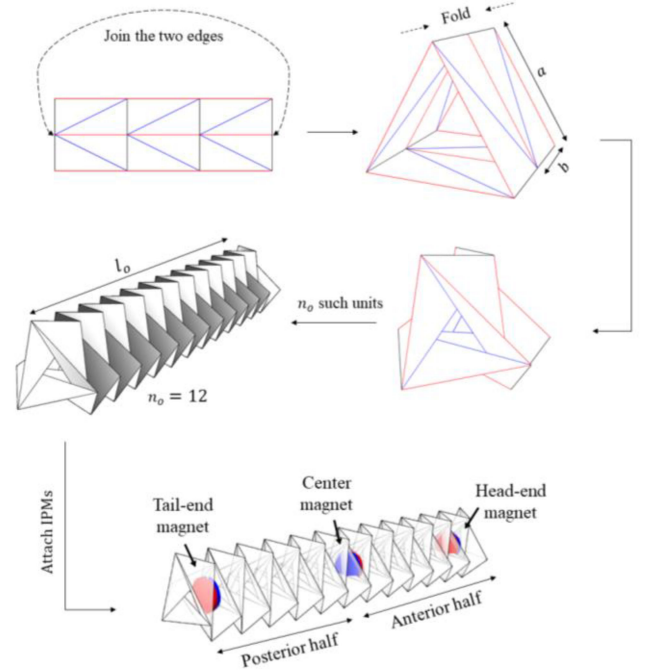 Join the two edges
Fold
a
b
l₀
n₀ such units
n₀ = 12
Attach IPMs
Tail-end
magnet
Center
magnet
Head-end
magnet
Posterior half
Anterior half